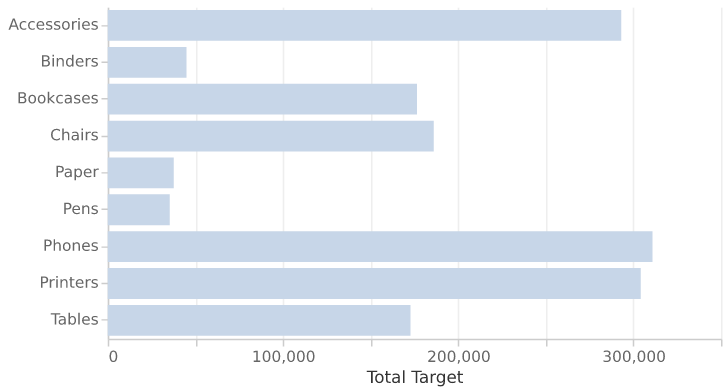 Accessories
Binders
Bookcases
Chairs
Paper
Pens
Phones
Printers
Tables
0 100,000 200,000 300,000
Total Target